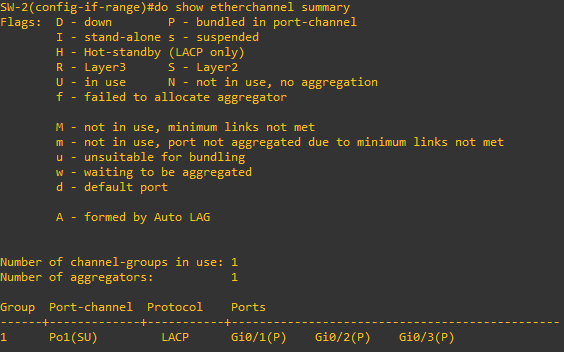 SW-2(config-if-range)#do show etherchannel summary
Flags:  D - down        P - bundled in port-channel
        I - stand-alone s - suspended
        H - Hot-standby (LACP only)
        R - Layer3      S - Layer2
        U - in use      N - not in use, no aggregation
        f - failed to allocate aggregator

        M - not in use, minimum links not met
        m - not in use, port not aggregated due to minimum links not met
        u - unsuitable for bundling
        w - waiting to be aggregated
        d - default port

        A - formed by Auto LAG


Number of channel-groups in use: 1
Number of aggregators:           1

Group  Port-channel  Protocol    Ports
------+-------------+-----------+-----------------------------------------------
1      Po1(SU)         LACP      Gi0/1(P)    Gi0/2(P)    Gi0/3(P)